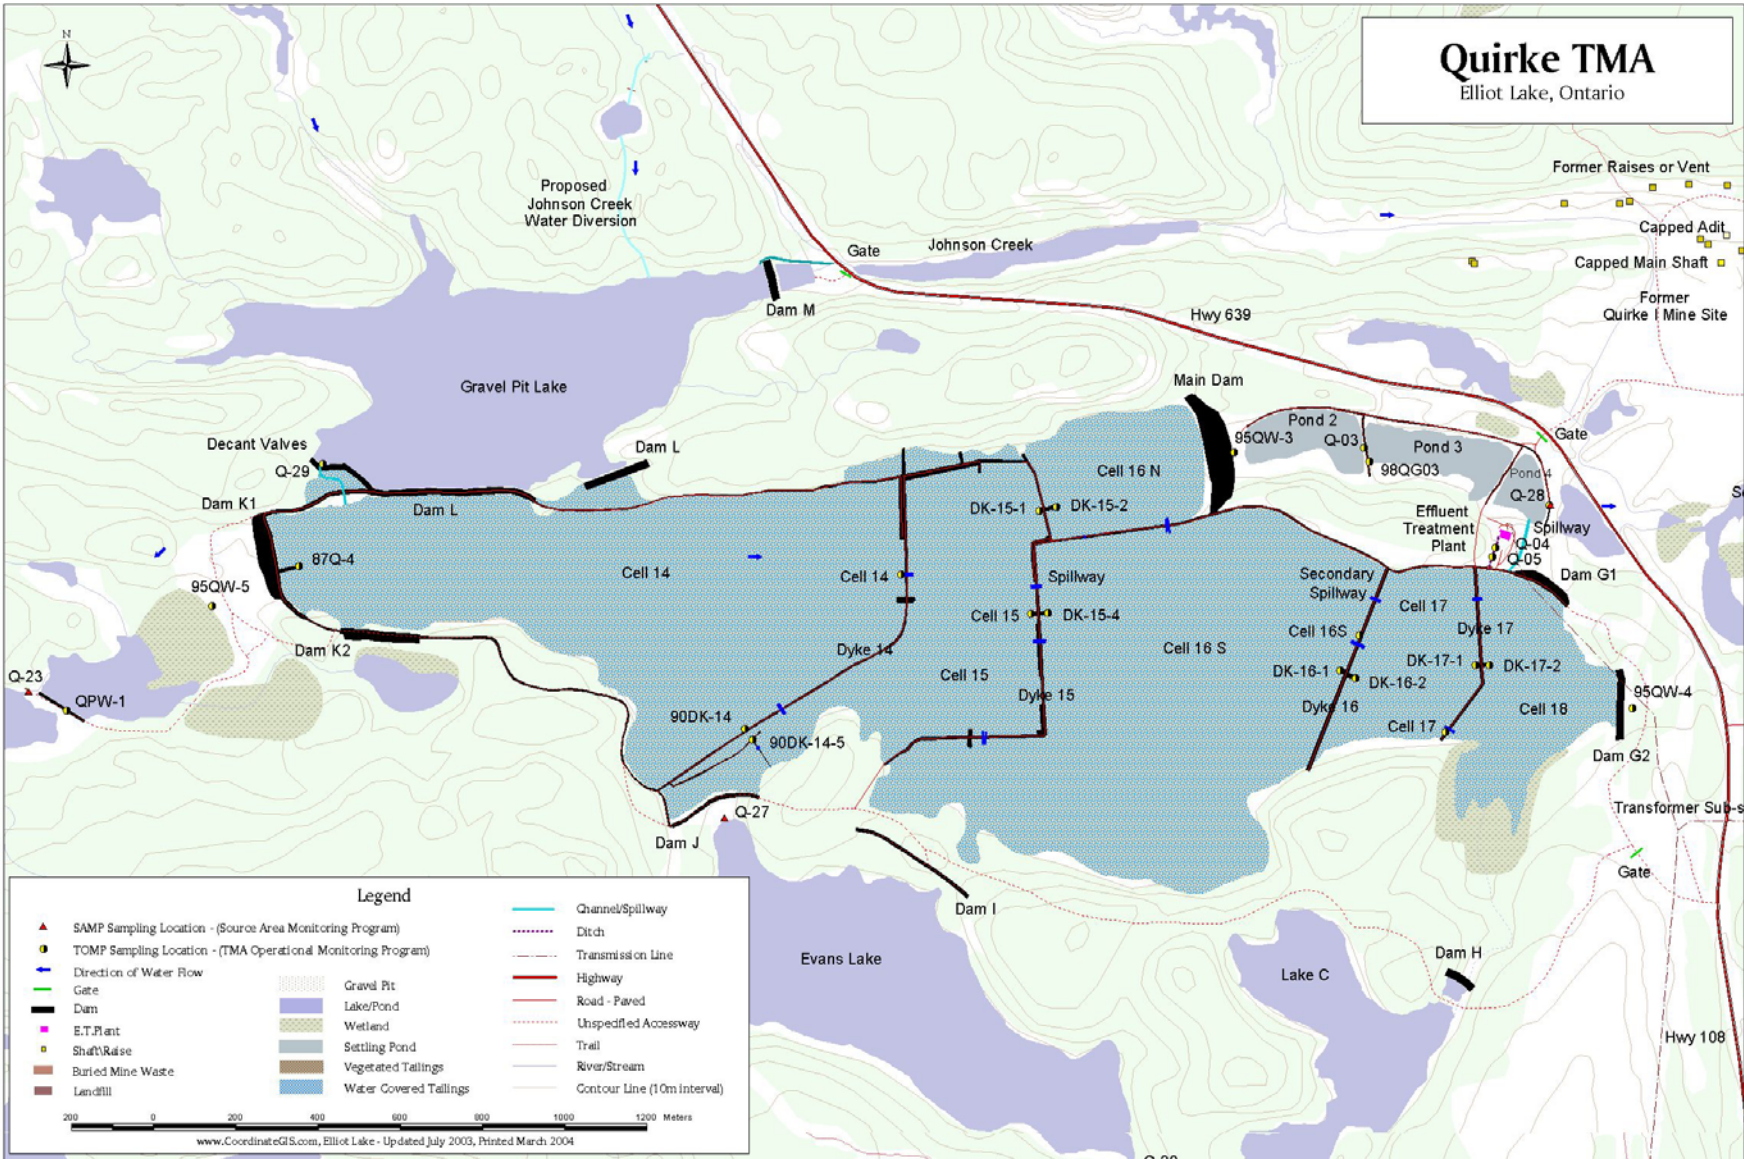 N
Quirke TMA
Elliot Lake, Ontario
Former Raises or Vent
Proposed
Johnson Creek
Water Diversion
Capped Adit
Gate
Johnson Creek
Capped Main Shaft
Former
Quirke I Mine Site
Dam M
Hwy 639
Gravel Pit Lake
Main Dam
Decant Valves
Q-29
Dam L
Pond 2
95QW-3
Q-03
Pond 3
Gate
98QG03
Cell 16 N
Pond 4
Q-28
Dam K1
Dam L
DK-15-1
DK-15-2
Effluent
Treatment
Plant
Spillway
Q-04
Q-05
87Q-4
Cell 14
Cell 14
Spillway
Secondary
Spillway
Dam G1
95QW-5
Cell 15
DK-15-4
Cell 17
Dyke 17
Cell 16S
Dam K2
Dyke 14
Cell 16 S
DK-17-1
DK-17-2
Q-23
QPW-1
Cell 15
DK-16-1
DK-16-2
Dyke 15
Dyke 16
95QW-4
Cell 18
90DK-14
90DK-14-5
Cell 17
Dam G2
Q-27
Transformer Sub-s
Dam J
Gate
Dam I
Evans Lake
Lake C
Dam H
Hwy 108
Legend
SAMP Sampling Location - (Source Area Monitoring Program)
TOMP Sampling Location - (TMA Operational Monitoring Program)
Direction of Water Flow
Gate
Dam
E.T.Plant
Shaft\Raise
Buried Mine Waste
Landfill
Gravel Pit
Lake/Pond
Wetland
Settling Pond
Vegetated Tailings
Water Covered Tailings
Channel/Spillway
Ditch
Transmission Line
Highway
Road - Paved
Unspecified Accessway
Trail
River/Stream
Contour Line (10m interval)
200 0 200 400 600 800 1000 1200 Meters
www.CoordinateGIS.com, Elliot Lake - Updated July 2003, Printed March 2004